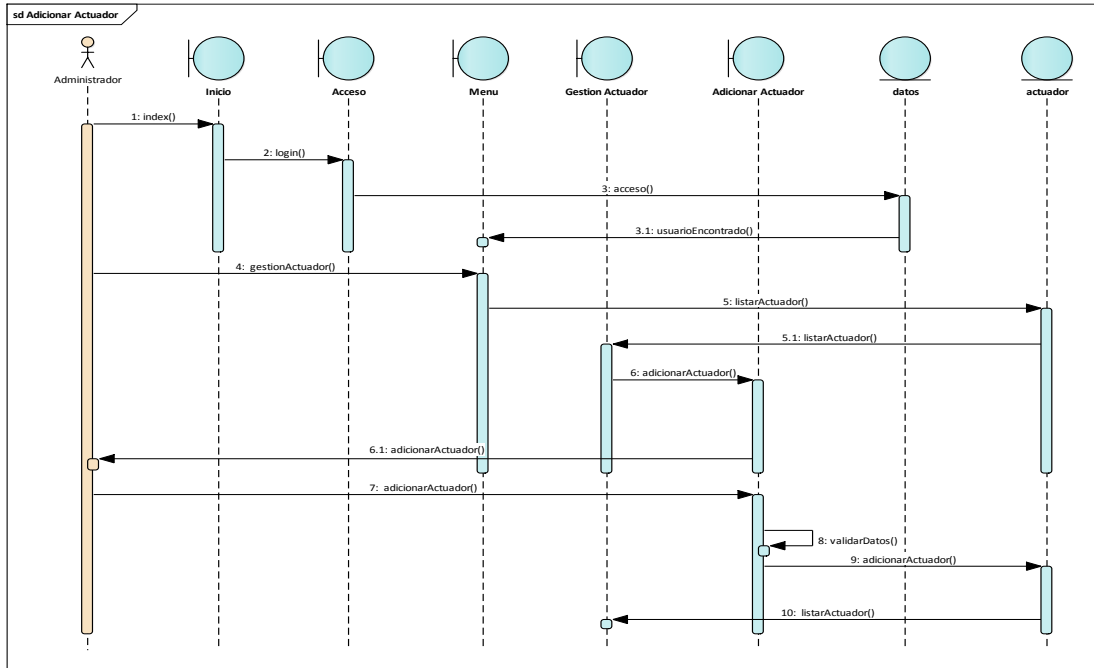 sd Adicionar Actuador
Administrador
Inicio
Acceso
Menu
Gestion Actuador
Adicionar Actuador
datos
actuador
1: index()
2: login()
3: acceso()
3.1: usuarioEncontrado()
4: gestionActuador()
5: listarActuador()
5.1: listarActuador()
6: adicionarActuador()
6.1: adicionarActuador()
7: adicionarActuador()
8: validarDatos()
9: adicionarActuador()
10: listarActuador()